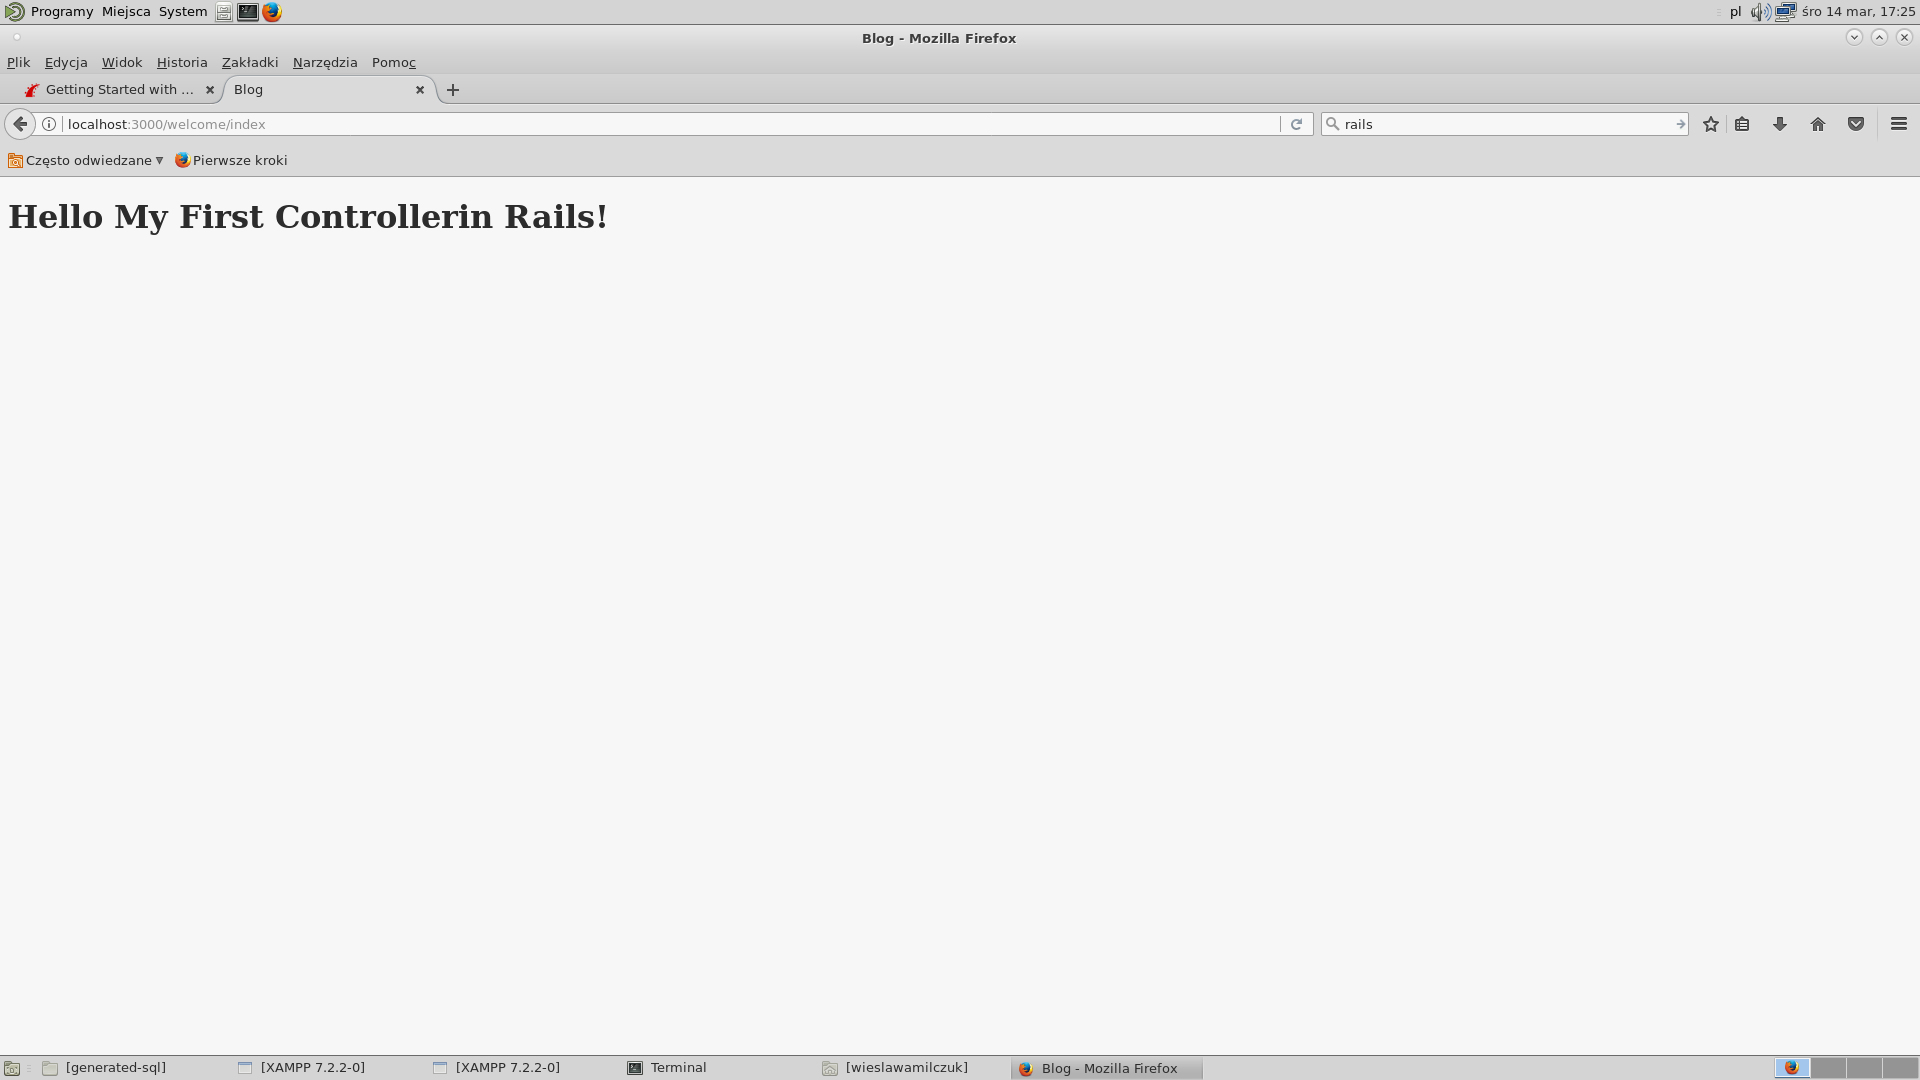 Programy Miejsca System pl śro 14 mar, 17:25
Blog - Mozilla Firefox
Plik Edycja Widok Historia Zakładki Narzędzia Pomoc
Getting Started with ... Blog
localhost:3000/welcome/index rails
Często odwiedzane Pierwsze kroki
Hello My First Controllerin Rails!
[generated-sql] [XAMPP 7.2.2-0] [XAMPP 7.2.2-0] Terminal [wieslawamilczuk] Blog - Mozilla Firefox